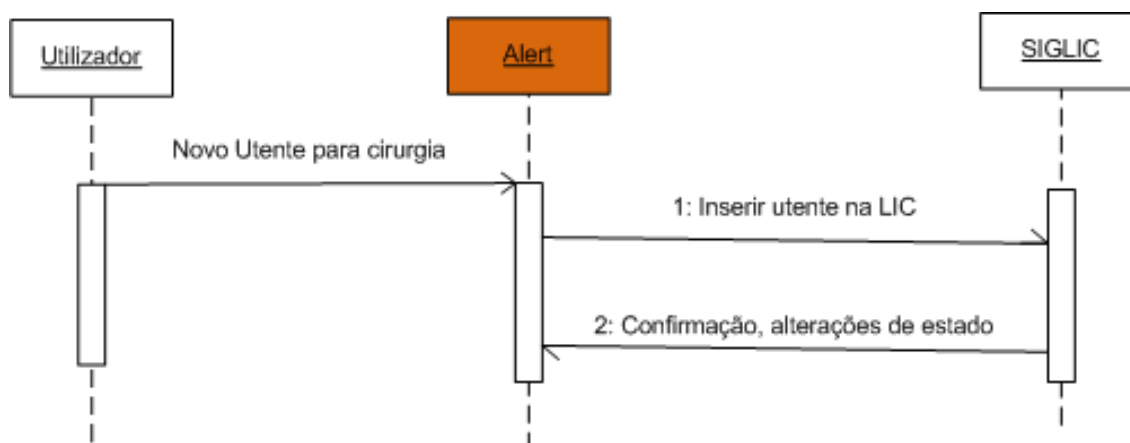 Utilizador
Alert
SIGLIC
Novo Utente para cirurgia
1: Inserir utente na LIC
2: Confirmação, alterações de estado